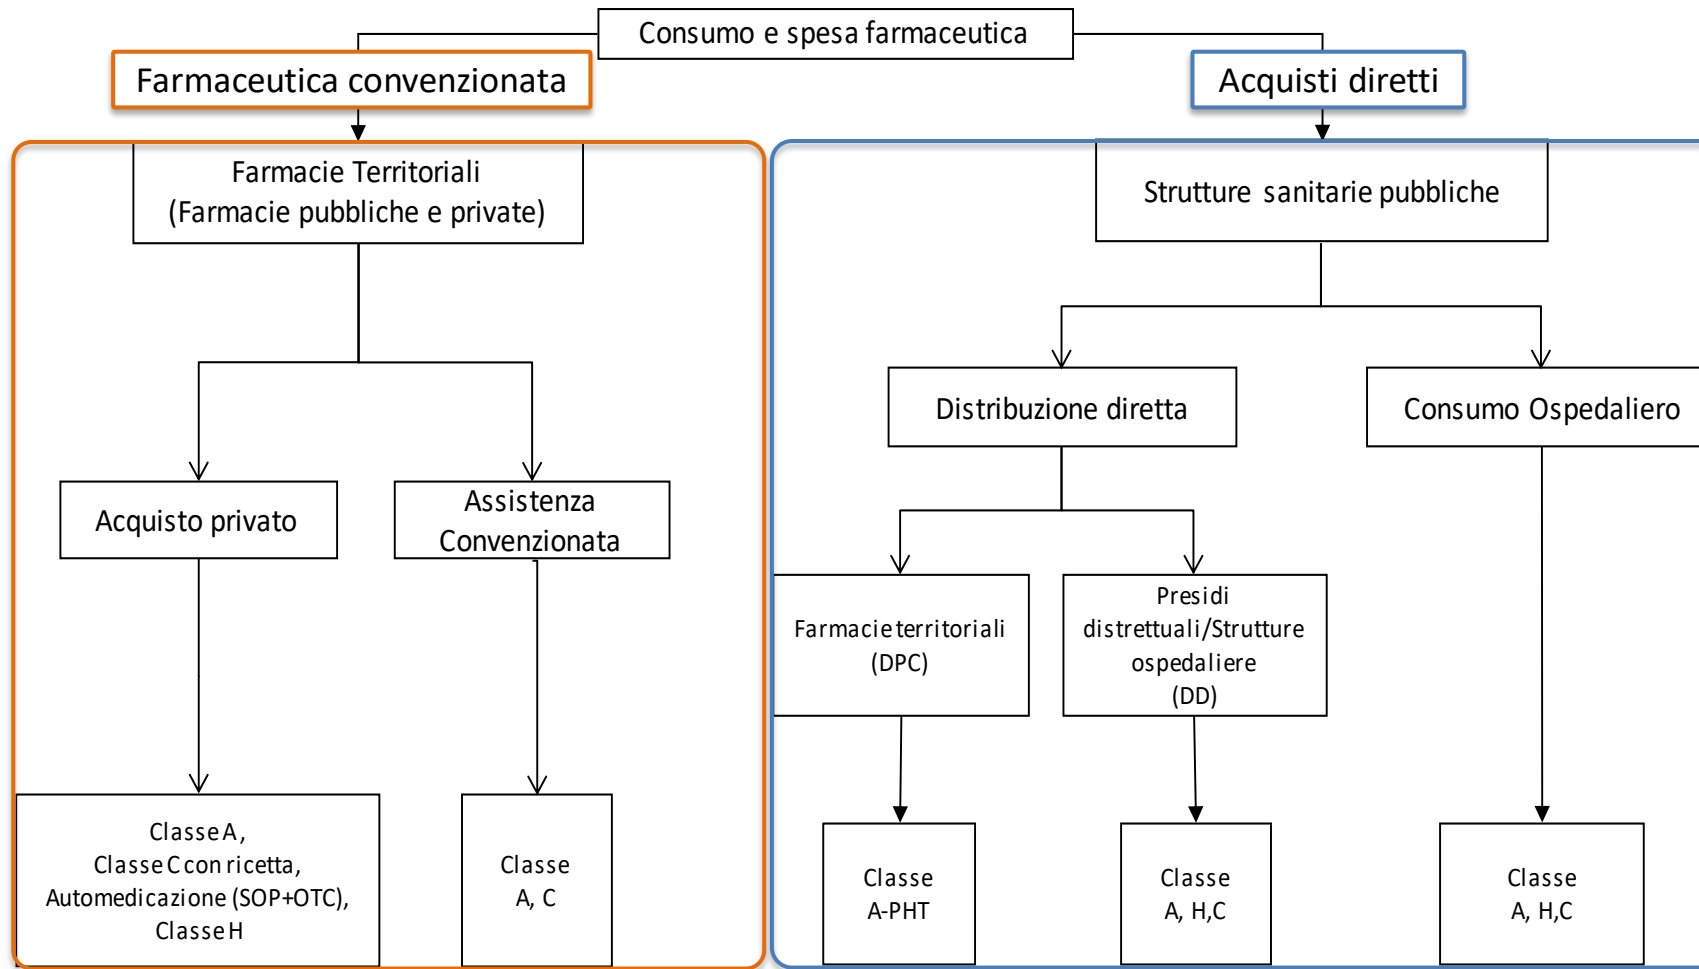 Consumo e spesa farmaceutica
Farmaceutica convenzionata
Acquisti diretti
Farmacie Territoriali
(Farmacie pubbliche e private)
Strutture sanitarie pubbliche
Distribuzione diretta
Consumo Ospedaliero
Acquisto privato
Assistenza
Convenzionata
Farmacie territoriali
(DPC)
Presidi
distrettuali/Strutture
ospedaliere
(DD)
Classe A,
Classe C con ricetta,
Automedicazione (SOP+OTC),
Classe H
Classe
A, C
Classe
A-PHT
Classe
A, H,C
Classe
A, H,C